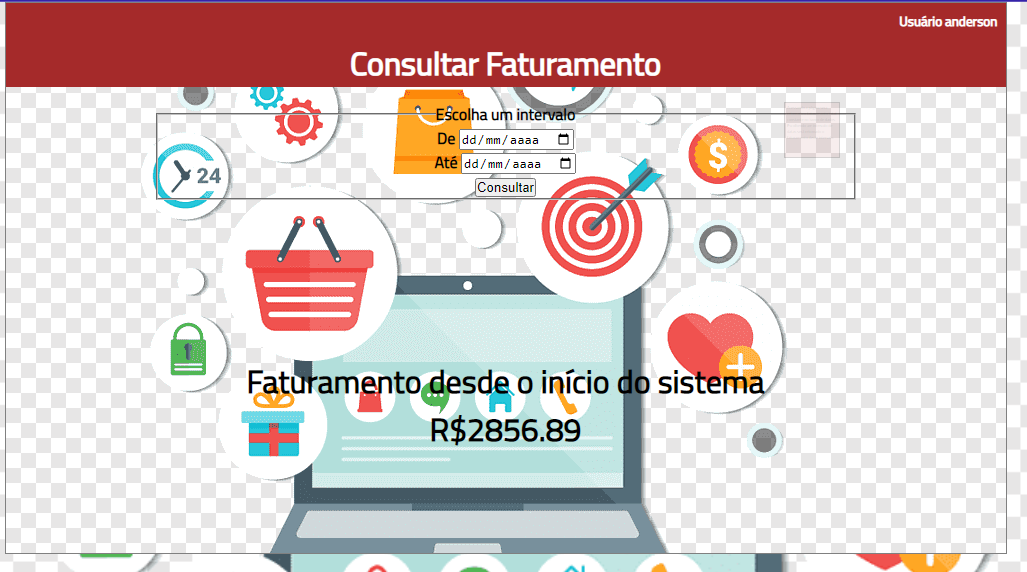 Usuário anderson
Consultar Faturamento
Escolha um intervalo
De dd/mm/aaaa
Até dd/mm/aaaa
Consultar
24
$
Faturamento desde o início do sistema
R$2856.89